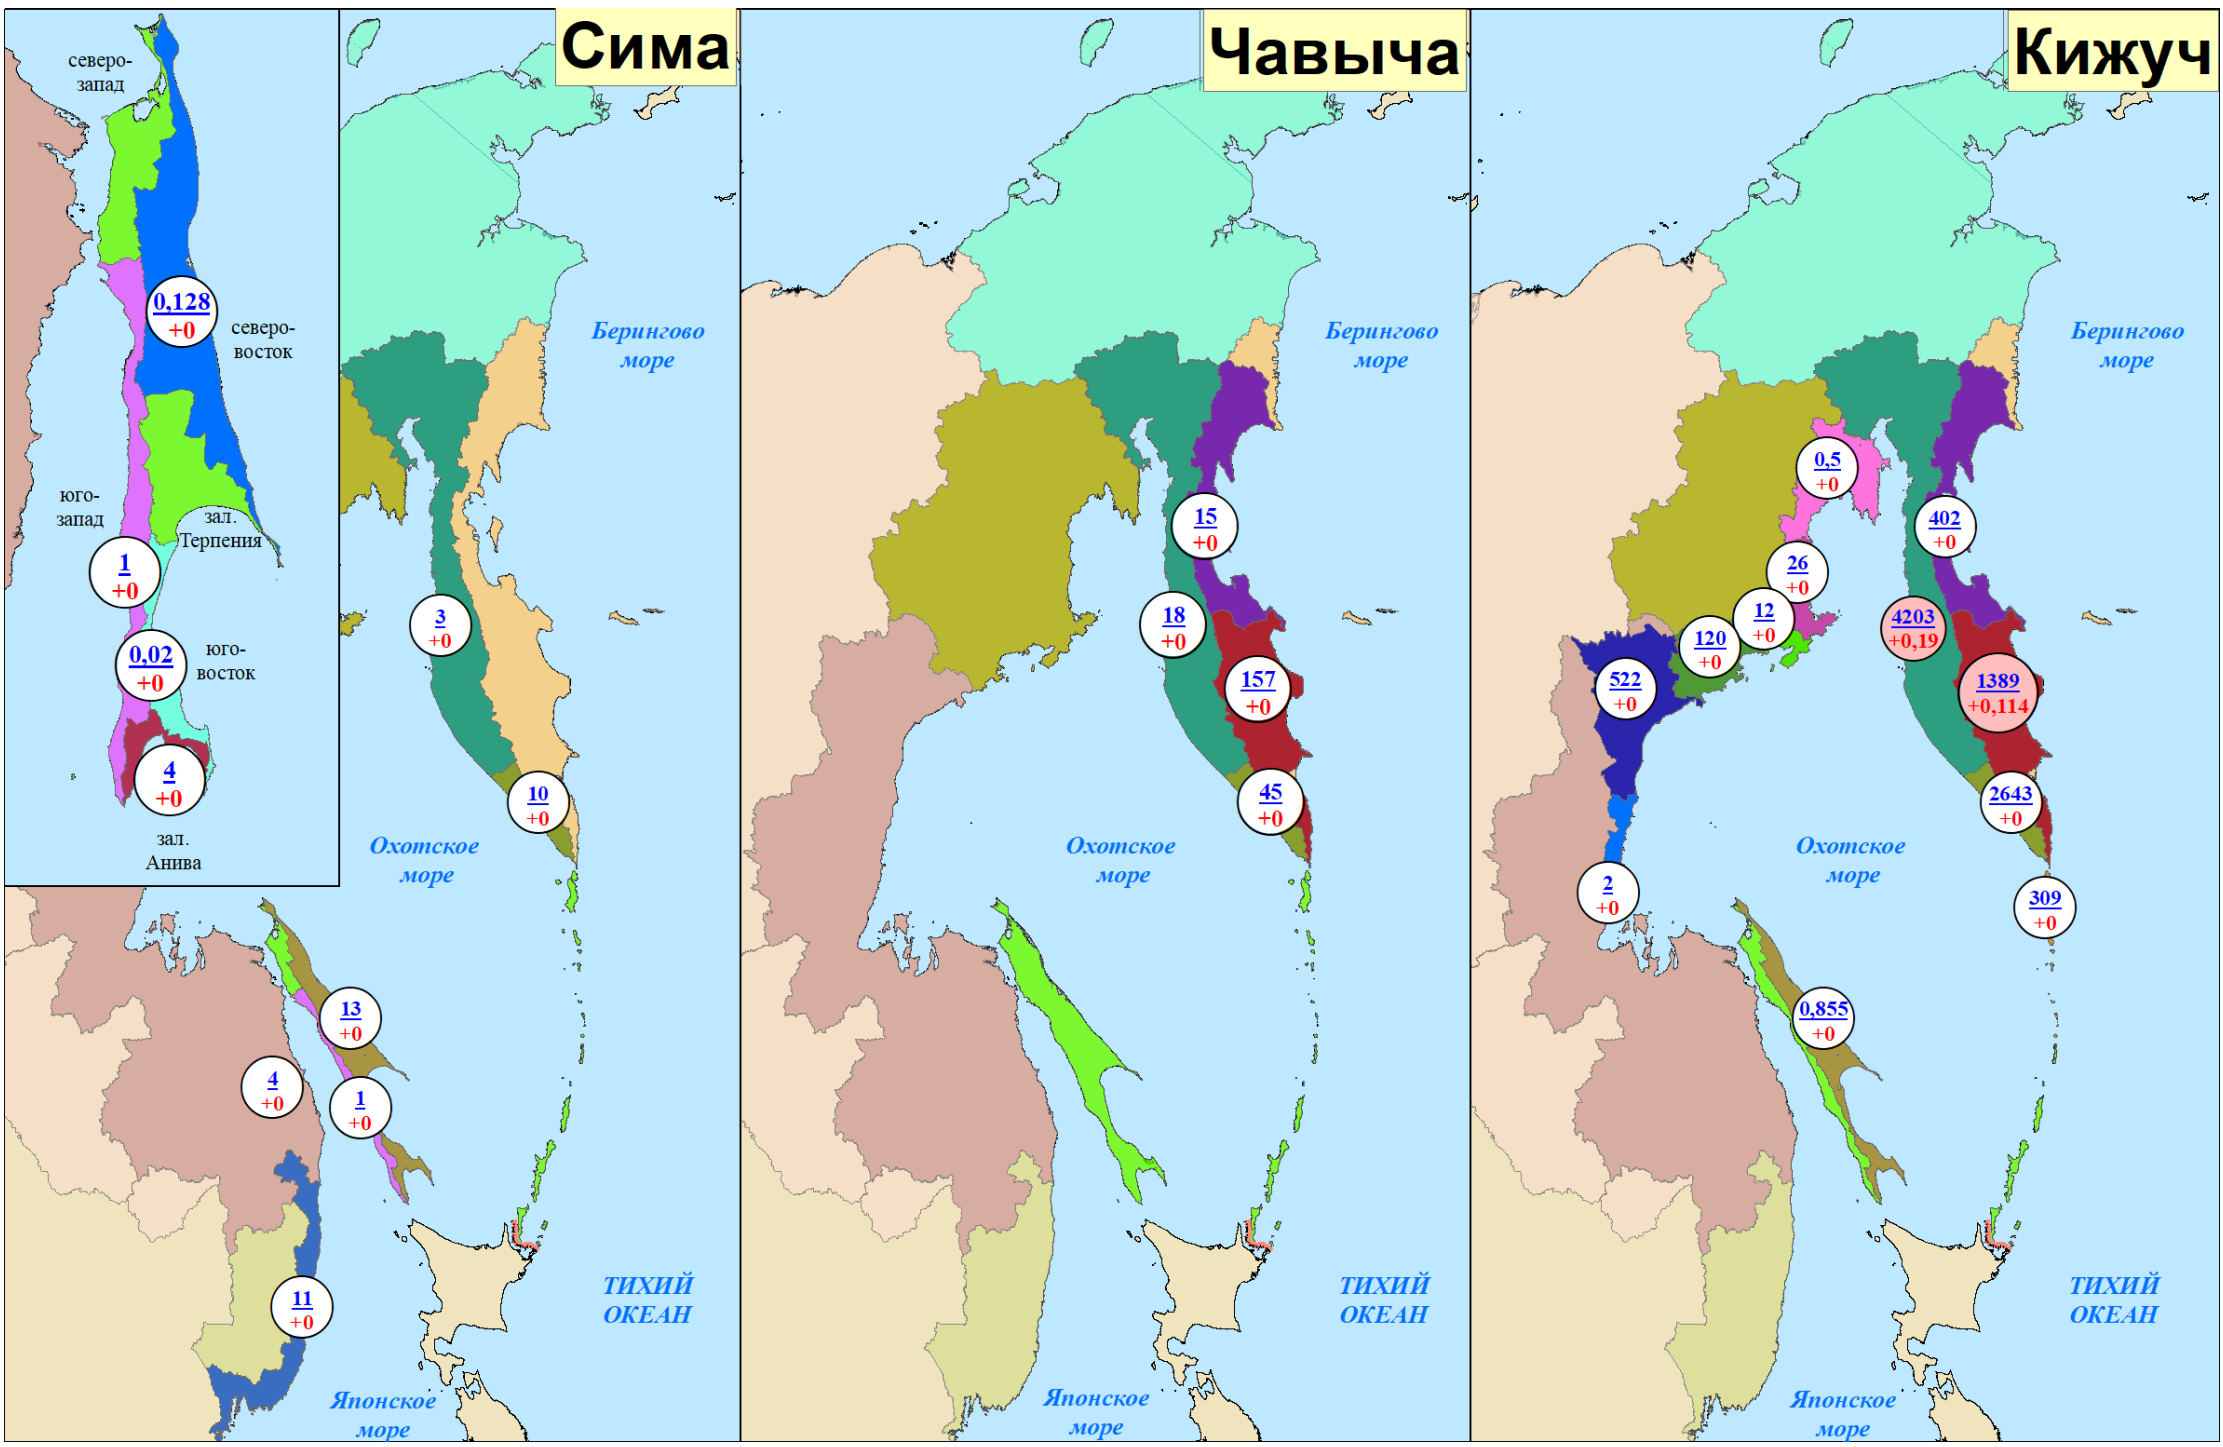 Сима
северо-
запад
0,128
+0
северо-
восток
юго-
запад
зал.
Терпения
1
+0
0,02
+0
юго-
восток
4
+0
зал.
Анива
Берингово
море
3
+0
10
+0
Охотское
море
13
+0
4
+0
1
+0
11
+0
ТИХИЙ
ОКЕАН
Японское
море
Чавыча
Берингово
море
15
+0
18
+0
157
+0
45
+0
Охотское
море
ТИХИЙ
ОКЕАН
Японское
море
Кижуч
Берингово
море
0,5
+0
402
+0
26
+0
12
+0
120
+0
4203
+0,19
522
+0
1389
+0,114
2643
+0
Охотское
море
2
+0
309
+0
0,855
+0
ТИХИЙ
ОКЕАН
Японское
море